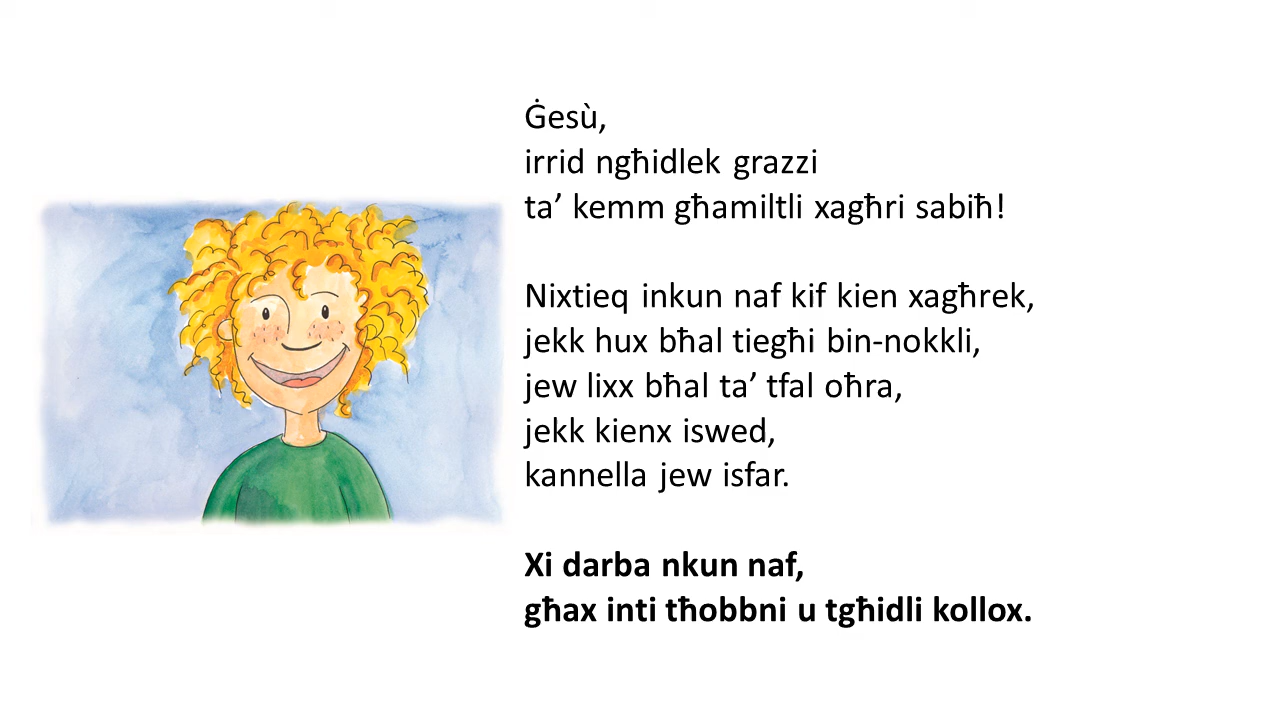 Ġesù,
irrid ngħidlek grazzi
ta’ kemm għamiltli xagħri sabiħ!
Nixtieq inkun naf kif kien xagħrek,
jekk hux bħal tiegħi bin-nokkli,
jew lixx bħal ta’ tfal oħra,
jekk kienx iswed,
kannella jew isfar.
Xi darba nkun naf,
għax inti tħobbni u tgħidli kollox.